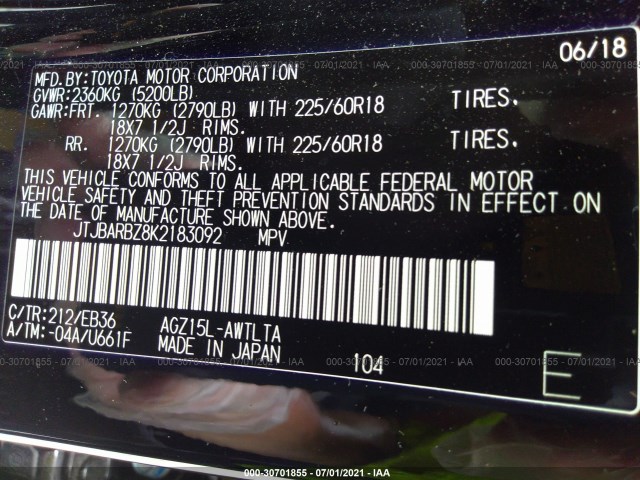 06/18
MFD.BY:TOYOTA MOTOR CORPORATION
GVWR:2360KG (5200LB)
GAWR:FRT. 1270KG (2790LB) WITH 225/60R18 TIRES.
18X7 1/2J RIMS.
RR. 1270KG (2790LB) WITH 225/60R18 TIRES.
18X7 1/2J RIMS.
THIS VEHICLE CONFORMS TO ALL APPLICABLE FEDERAL MOTOR
VEHICLE SAFETY AND THEFT PREVENTION STANDARDS IN EFFECT ON
THE DATE OF MANUFACTURE SHOWN ABOVE.
JTJBARBZ8K2183092 MPV
C/TR:212/EB36 AGZ15L-AWTLTA
A/TM:-04A/U661F MADE IN JAPAN
104
E
000-30701855 - 07/01/2021 - IAA